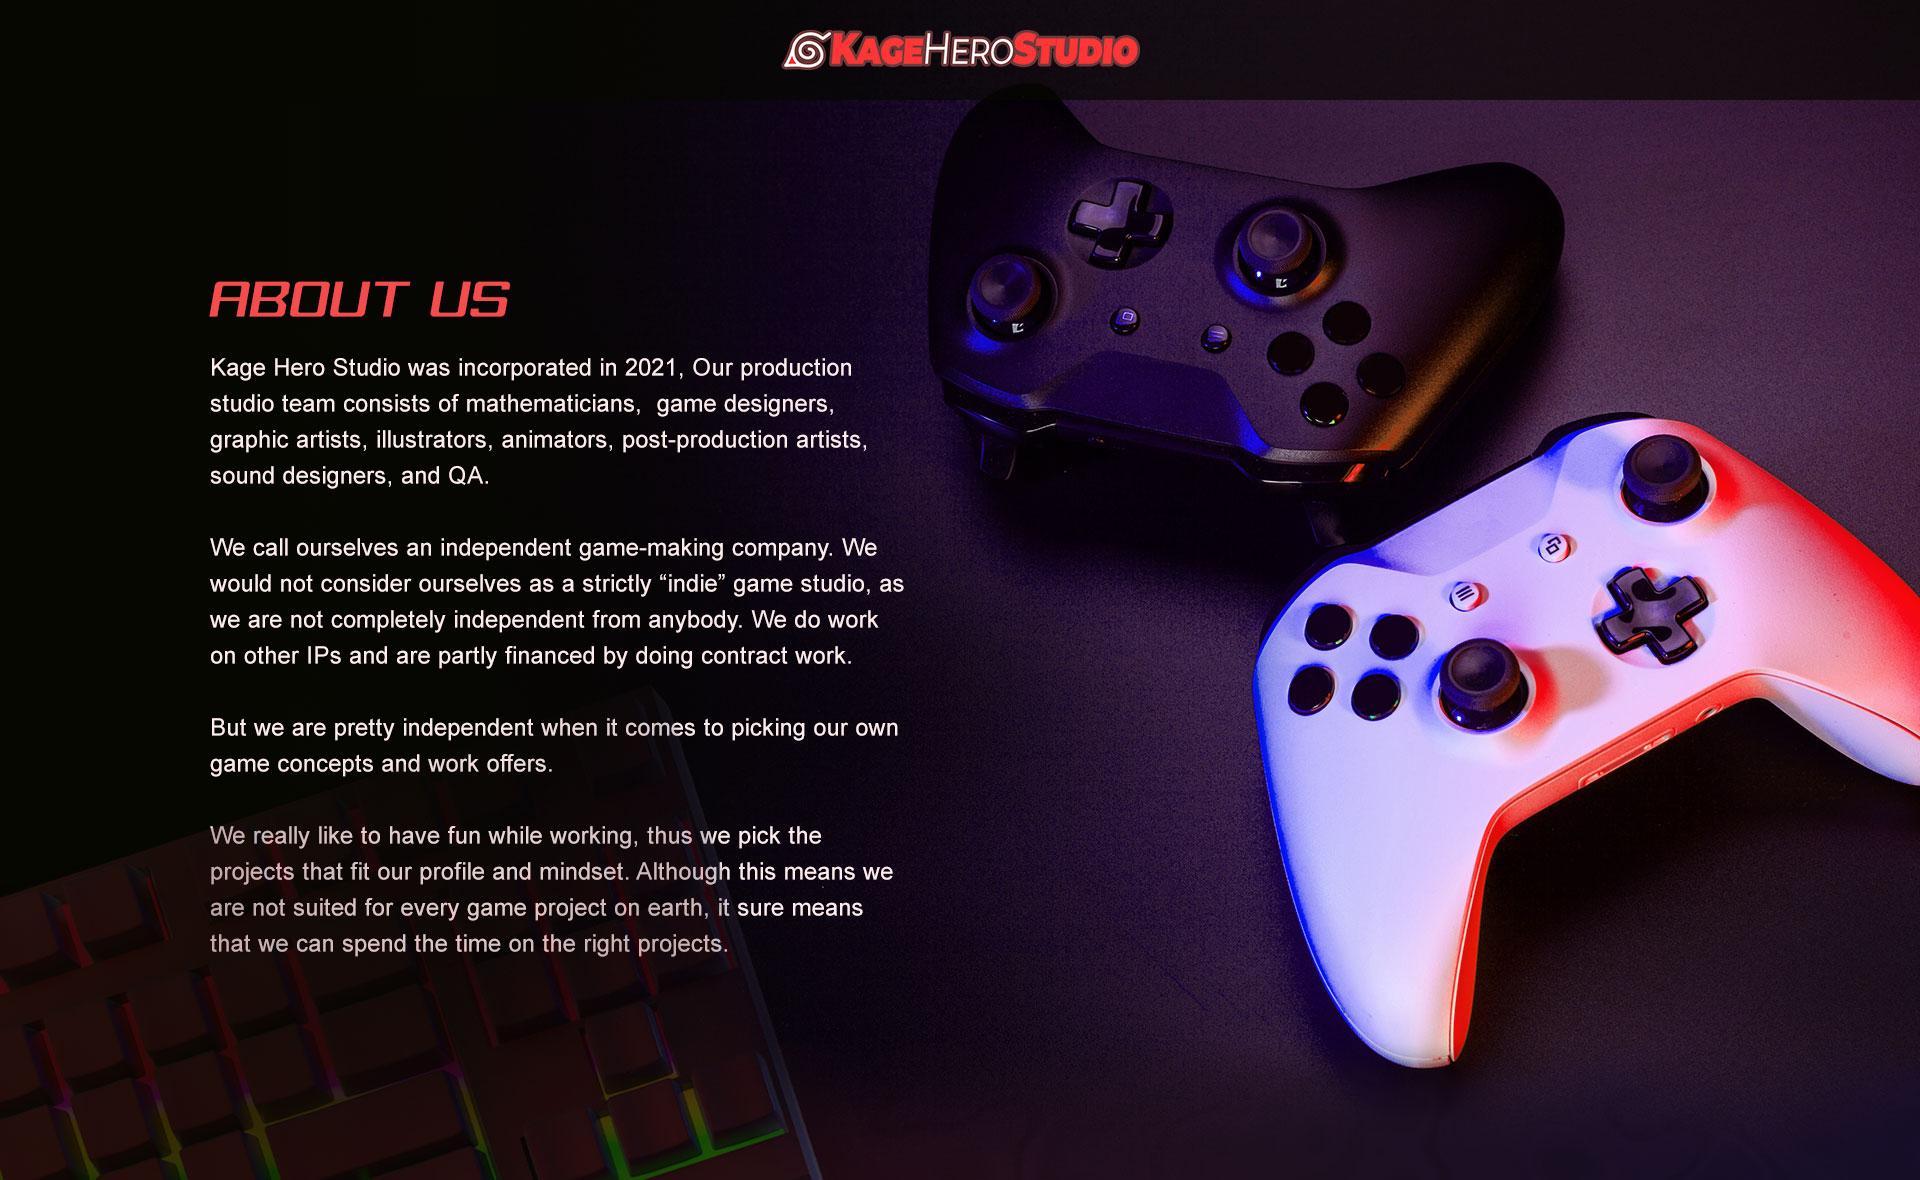 KAGEHEROSTUDIO
ABOUT US
Kage Hero Studio was incorporated in 2021, Our production
studio team consists of mathematicians,  game designers,
graphic artists, illustrators, animators, post-production artists,
sound designers, and QA.
We call ourselves an independent game-making company. We
would not consider ourselves as a strictly “indie” game studio, as
we are not completely independent from anybody. We do work
on other IPs and are partly financed by doing contract work.
But we are pretty independent when it comes to picking our own
game concepts and work offers.
We really like to have fun while working, thus we pick the
projects that fit our profile and mindset. Although this means we
are not suited for every game project on earth, it sure means
that we can spend the time on the right projects.